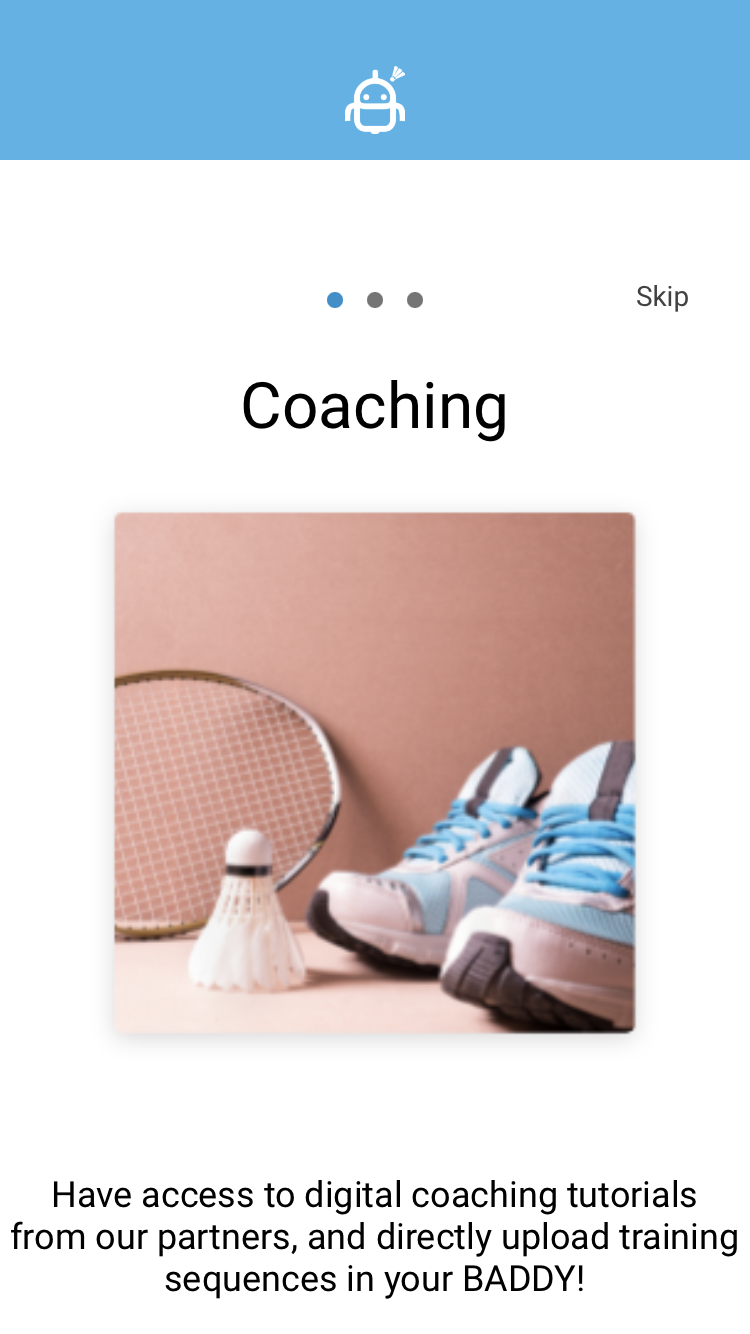 Skip
Coaching
Have access to digital coaching tutorials
from our partners, and directly upload training
sequences in your BADDY!